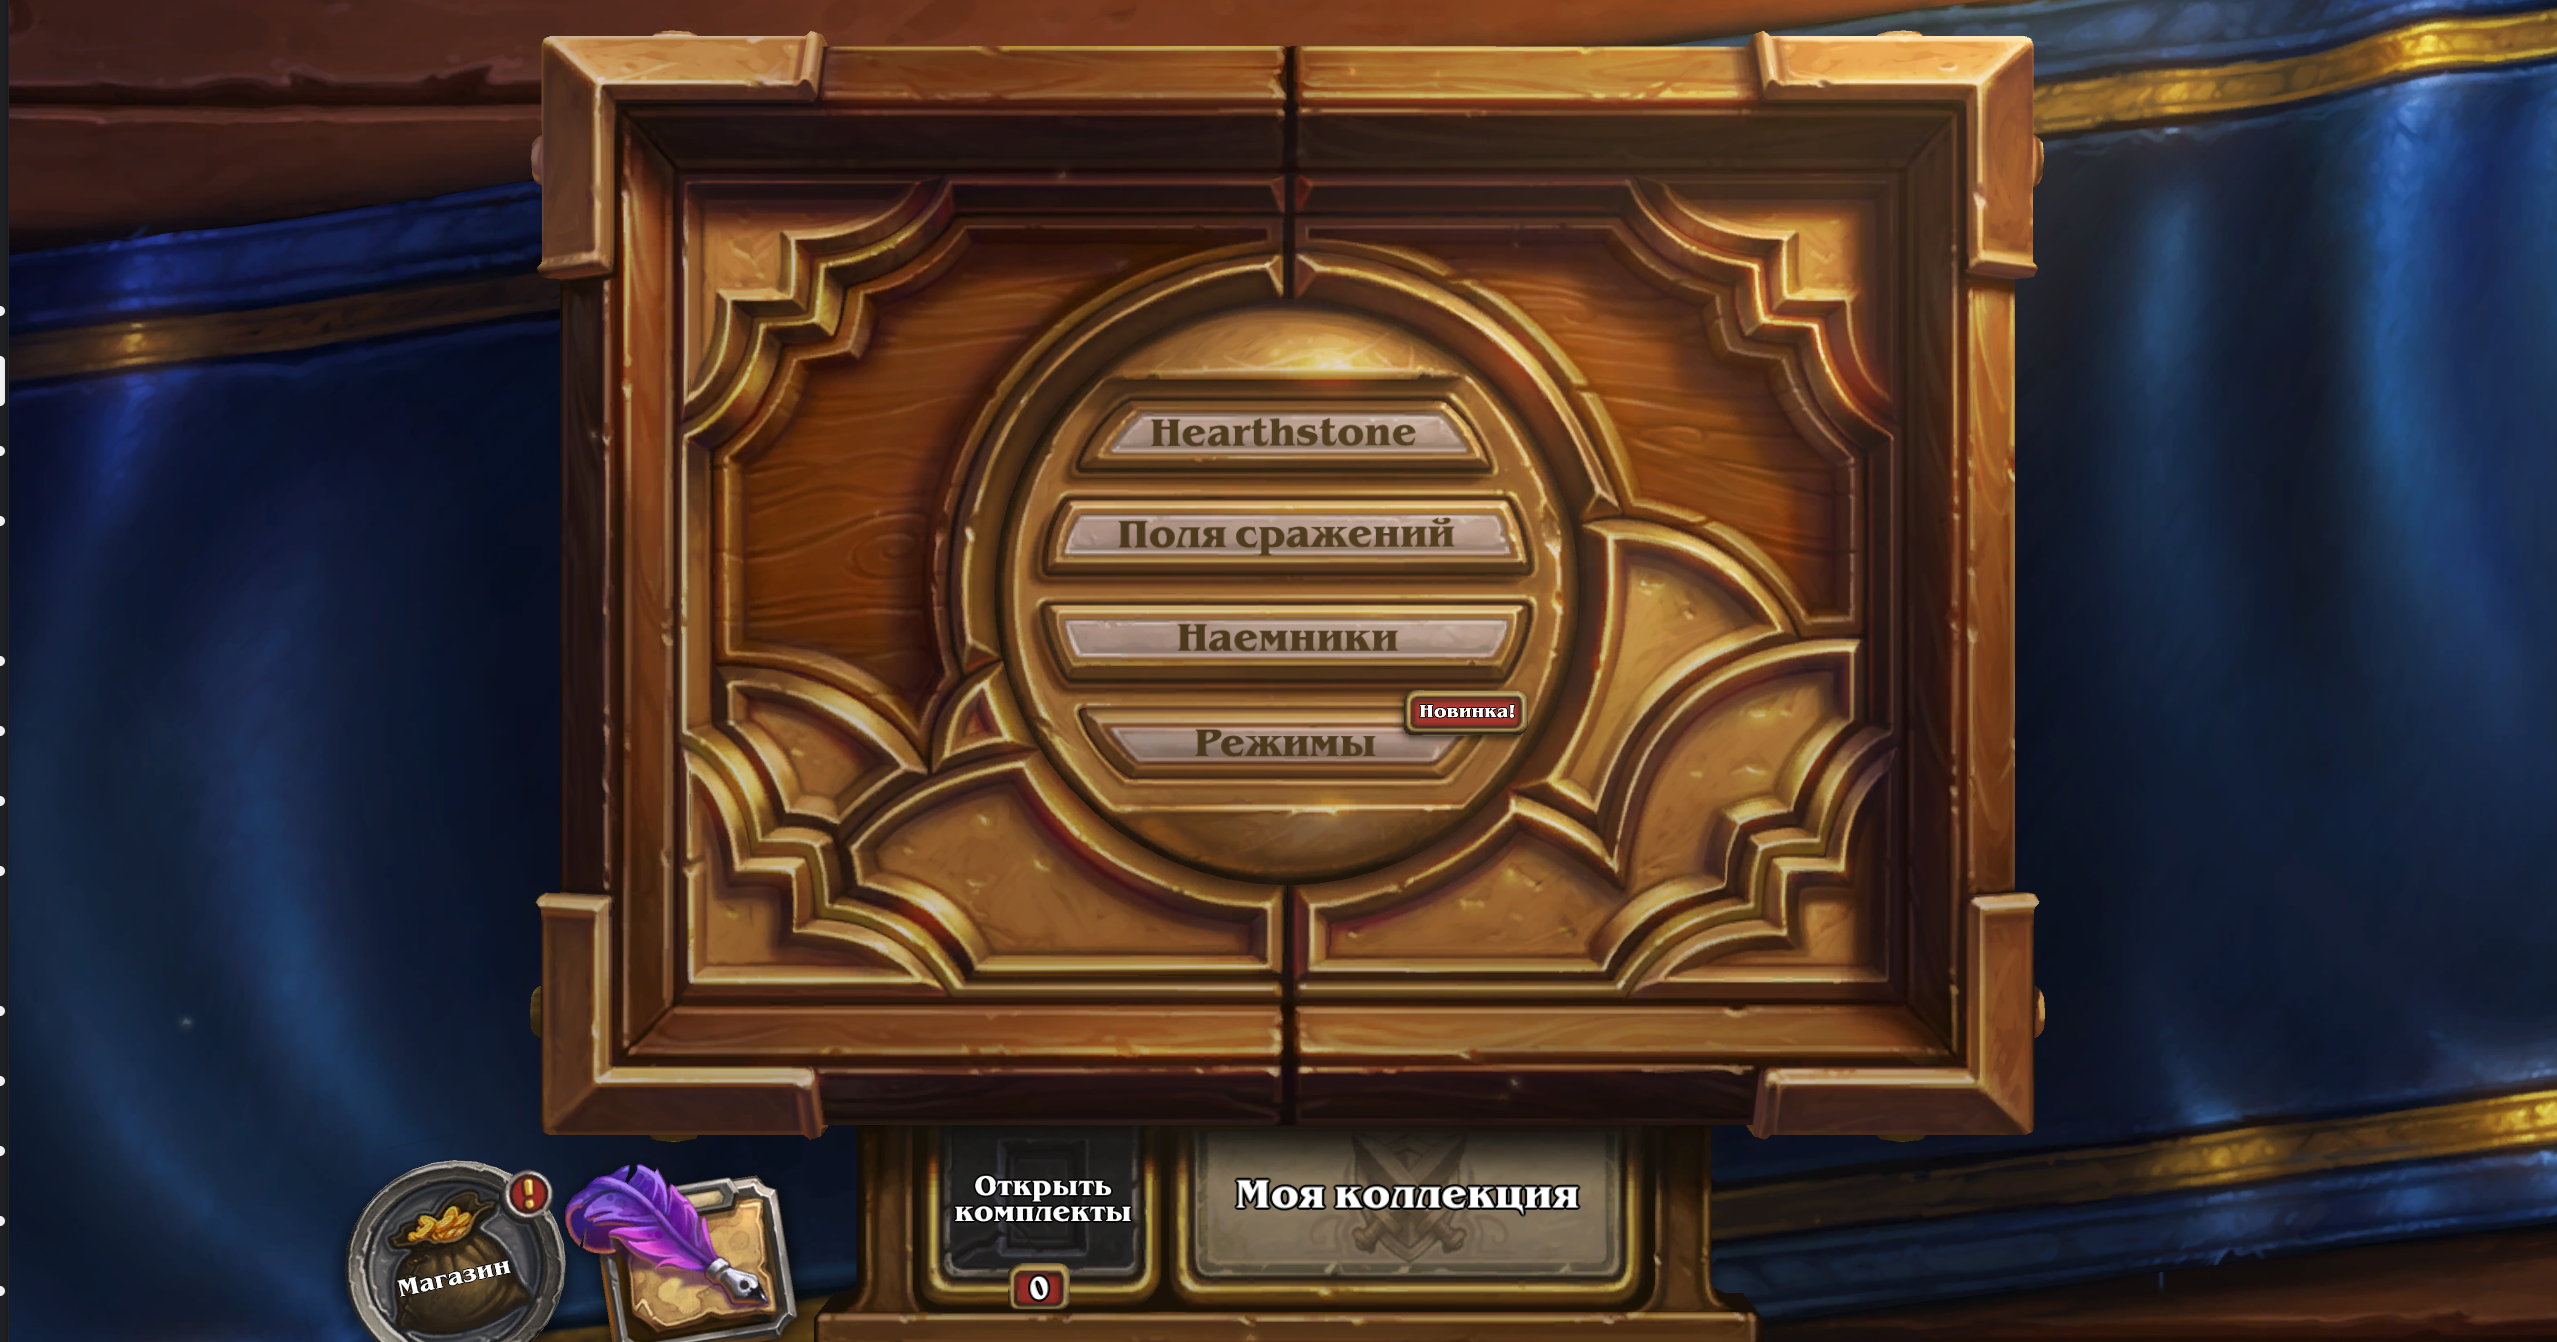 Hearthstone
Поля сражений
Наемники
Новинка!
Режимы
Открыть
комплекты
Моя коллекция
Магазин
!
0